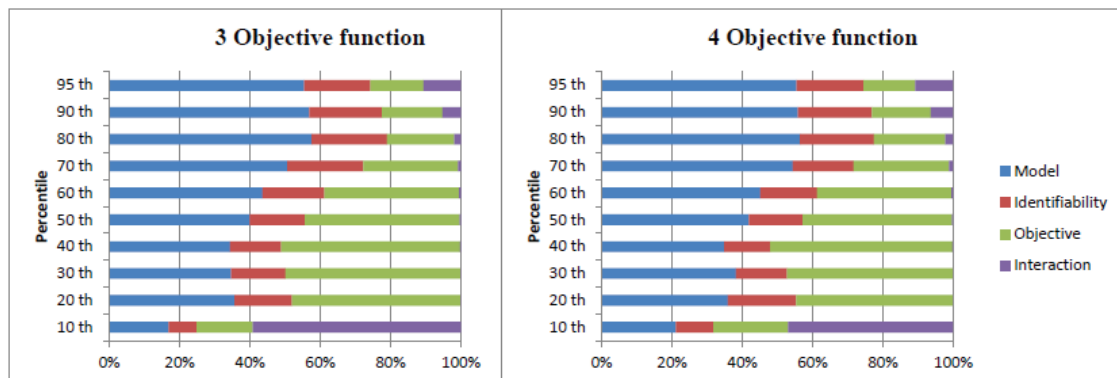 3 Objective function
Percentile
95 th
90 th
80 th
70 th
60 th
50 th
40 th
30 th
20 th
10 th
0% 20% 40% 60% 80% 100%
4 Objective function
Percentile
95 th
90 th
80 th
70 th
60 th
50 th
40 th
30 th
20 th
10 th
0% 20% 40% 60% 80% 100%
Model
Identifiability
Objective
Interaction